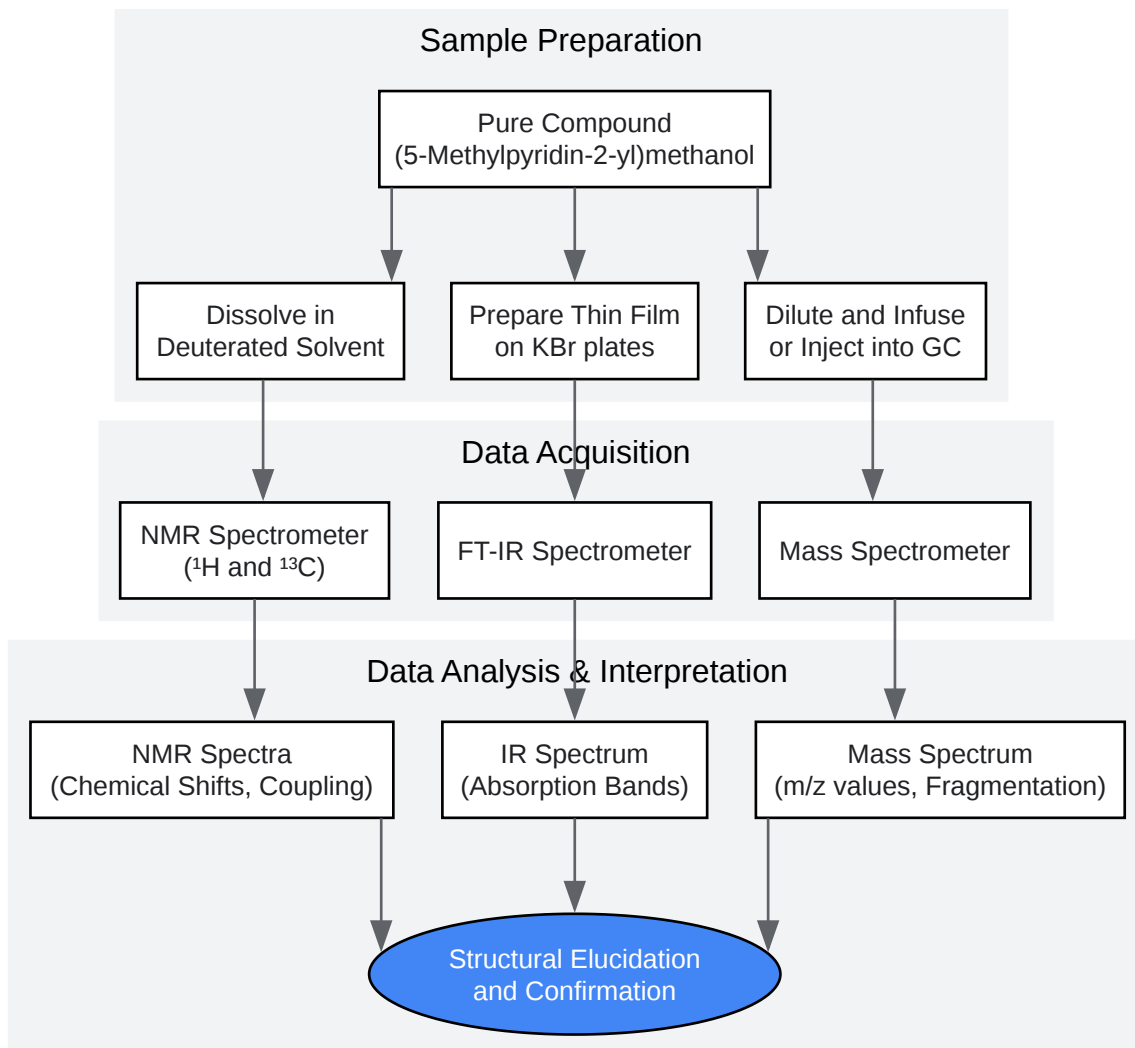 Sample Preparation
Pure Compound
(5-Methylpyridin-2-yl)methanol
Dissolve in
Deuterated Solvent
Prepare Thin Film
on KBr plates
Dilute and Infuse
or Inject into GC
Data Acquisition
NMR Spectrometer
(¹H and ¹³C)
FT-IR Spectrometer
Mass Spectrometer
Data Analysis & Interpretation
NMR Spectra
(Chemical Shifts, Coupling)
IR Spectrum
(Absorption Bands)
Mass Spectrum
(m/z values, Fragmentation)
Structural Elucidation
and Confirmation